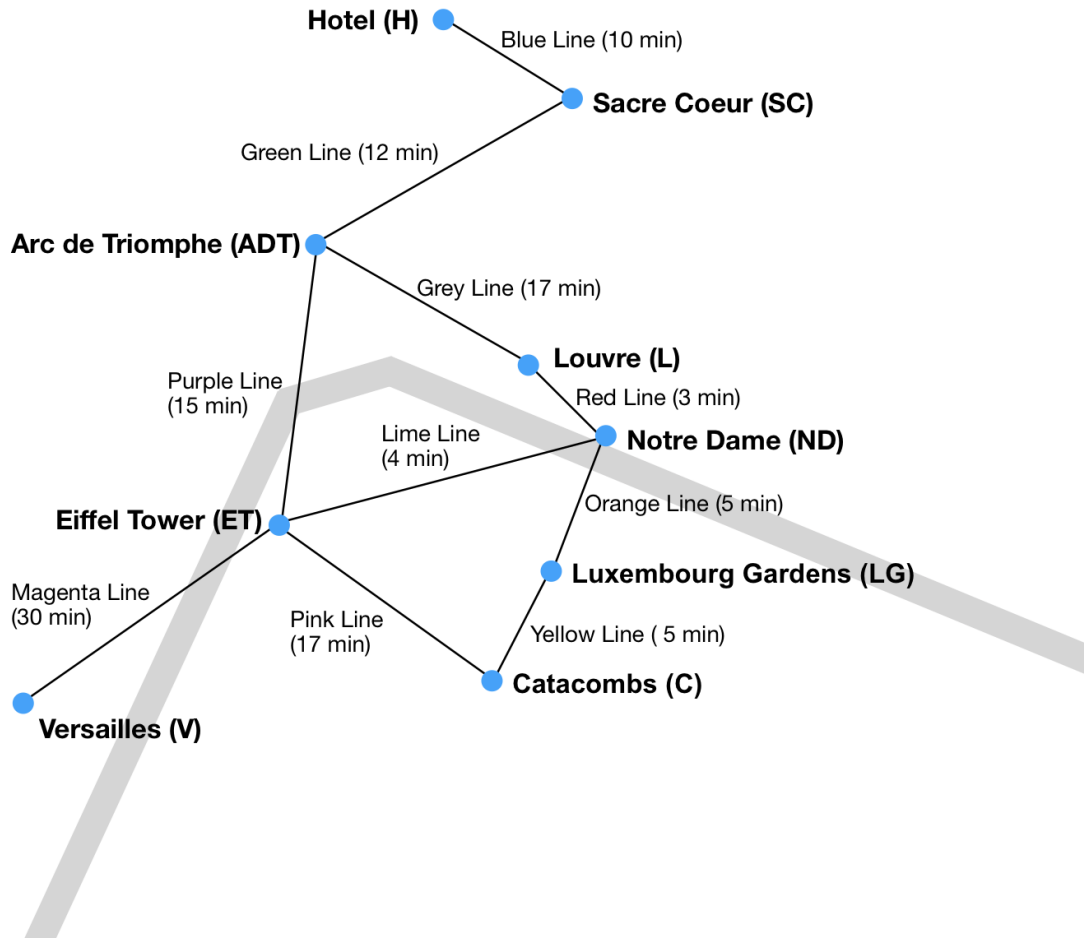 Hotel (H)
Blue Line (10 min)
Sacre Coeur (SC)
Green Line (12 min)
Arc de Triomphe (ADT)
Grey Line (17 min)
Louvre (L)
Purple Line
(15 min)
Red Line (3 min)
Lime Line
(4 min)
Notre Dame (ND)
Orange Line (5 min)
Eiffel Tower (ET)
Luxembourg Gardens (LG)
Magenta Line
(30 min)
Pink Line
(17 min)
Yellow Line ( 5 min)
Catacombs (C)
Versailles (V)